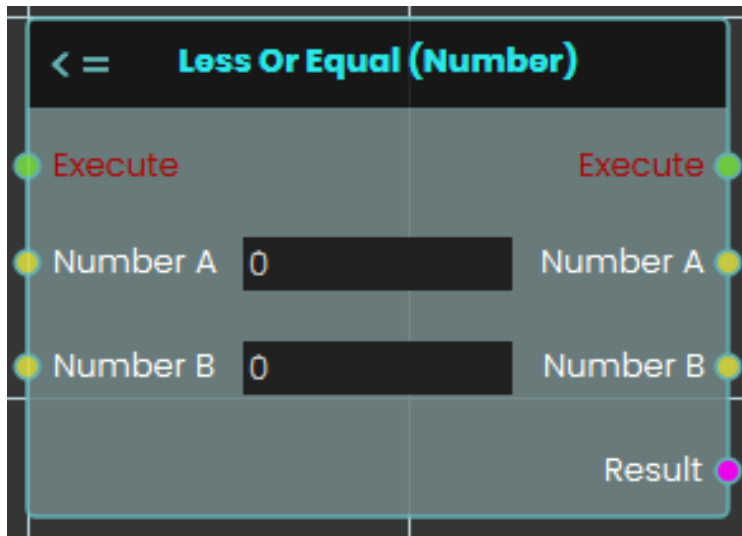 < = Less Or Equal (Number)
Execute Execute
Number A 0 Number A
Number B 0 Number B
Result